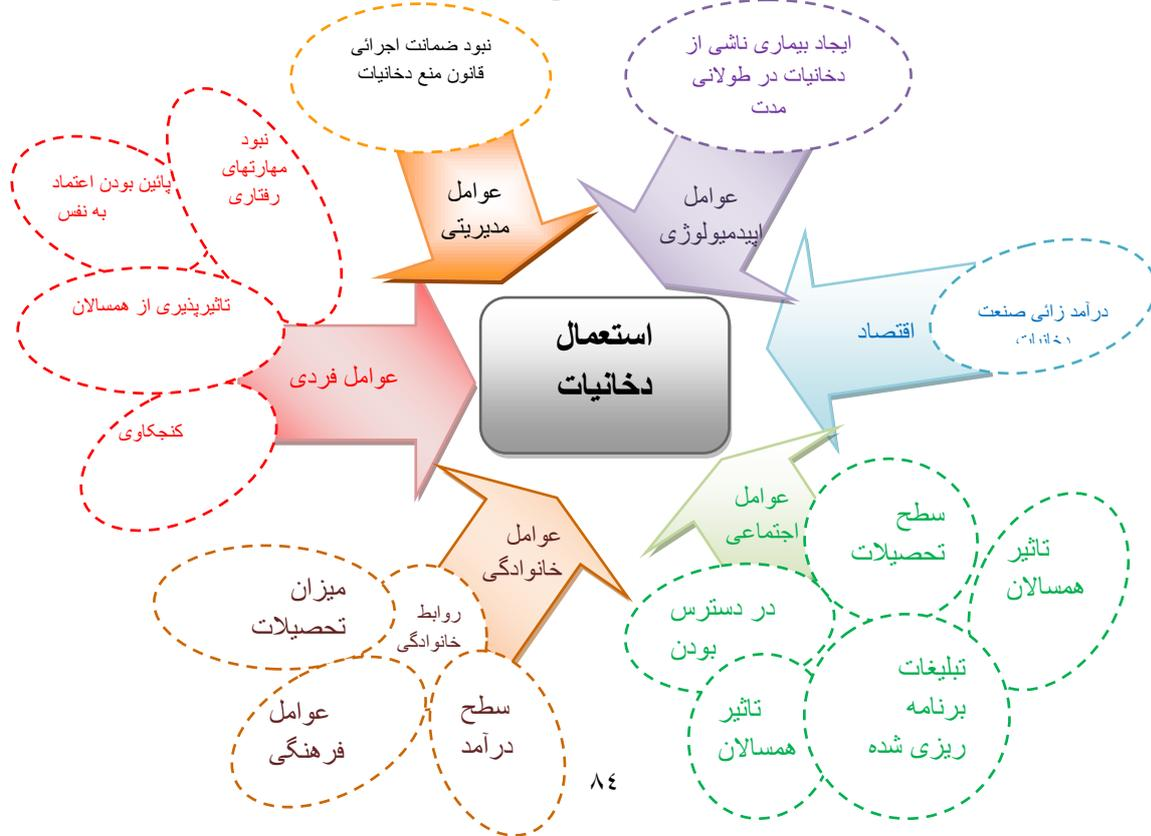 نبود ضمانت اجرائی
قانون منع دخانیات
ایجاد بیماری ناشی از
دخانیات در طولانی
مدت
عوامل
مدیریتی
عوامل
اپیدمیولوژی
نبود
مهارتهای
رفتاری
پائین بودن اعتماد
به نفس
تاثیرپذیری از همسالان
کنجکاوی
عوامل فردی
استعمال
دخانیات
اقتصاد
درآمد زائی صنعت
دخانیات
عوامل
اجتماعی
سطح
تحصیلات
تاثیر
همسالان
در دسترس
بودن
تبلیغات
برنامه
ریزی شده
تاثیر
همسالان
عوامل
خانوادگی
روابط
خانوادگی
میزان
تحصیلات
عوامل
فرهنگی
سطح
درآمد
۸۴